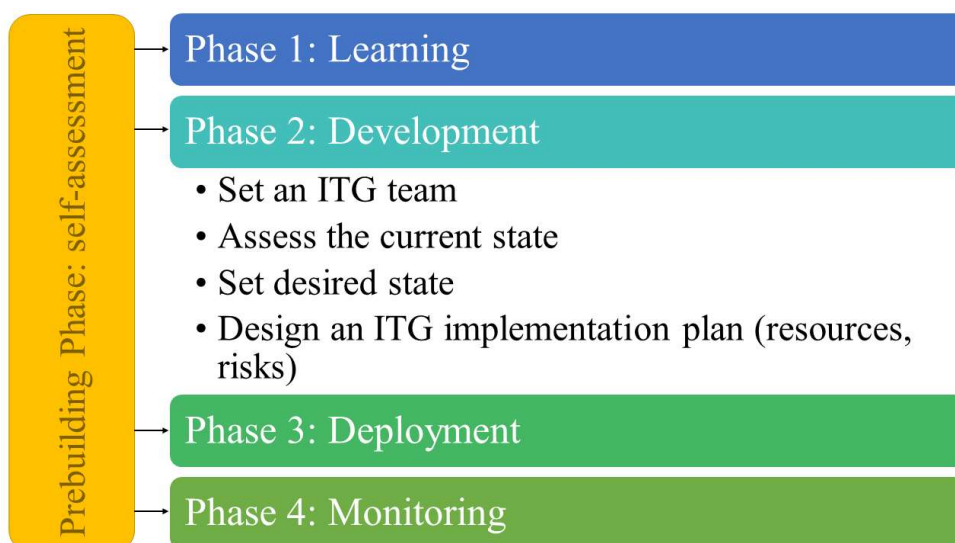 Prebuilding Phase: self-assessment
Phase 1: Learning
Phase 2: Development
• Set an ITG team
• Assess the current state
• Set desired state
• Design an ITG implementation plan (resources,
risks)
Phase 3: Deployment
Phase 4: Monitoring